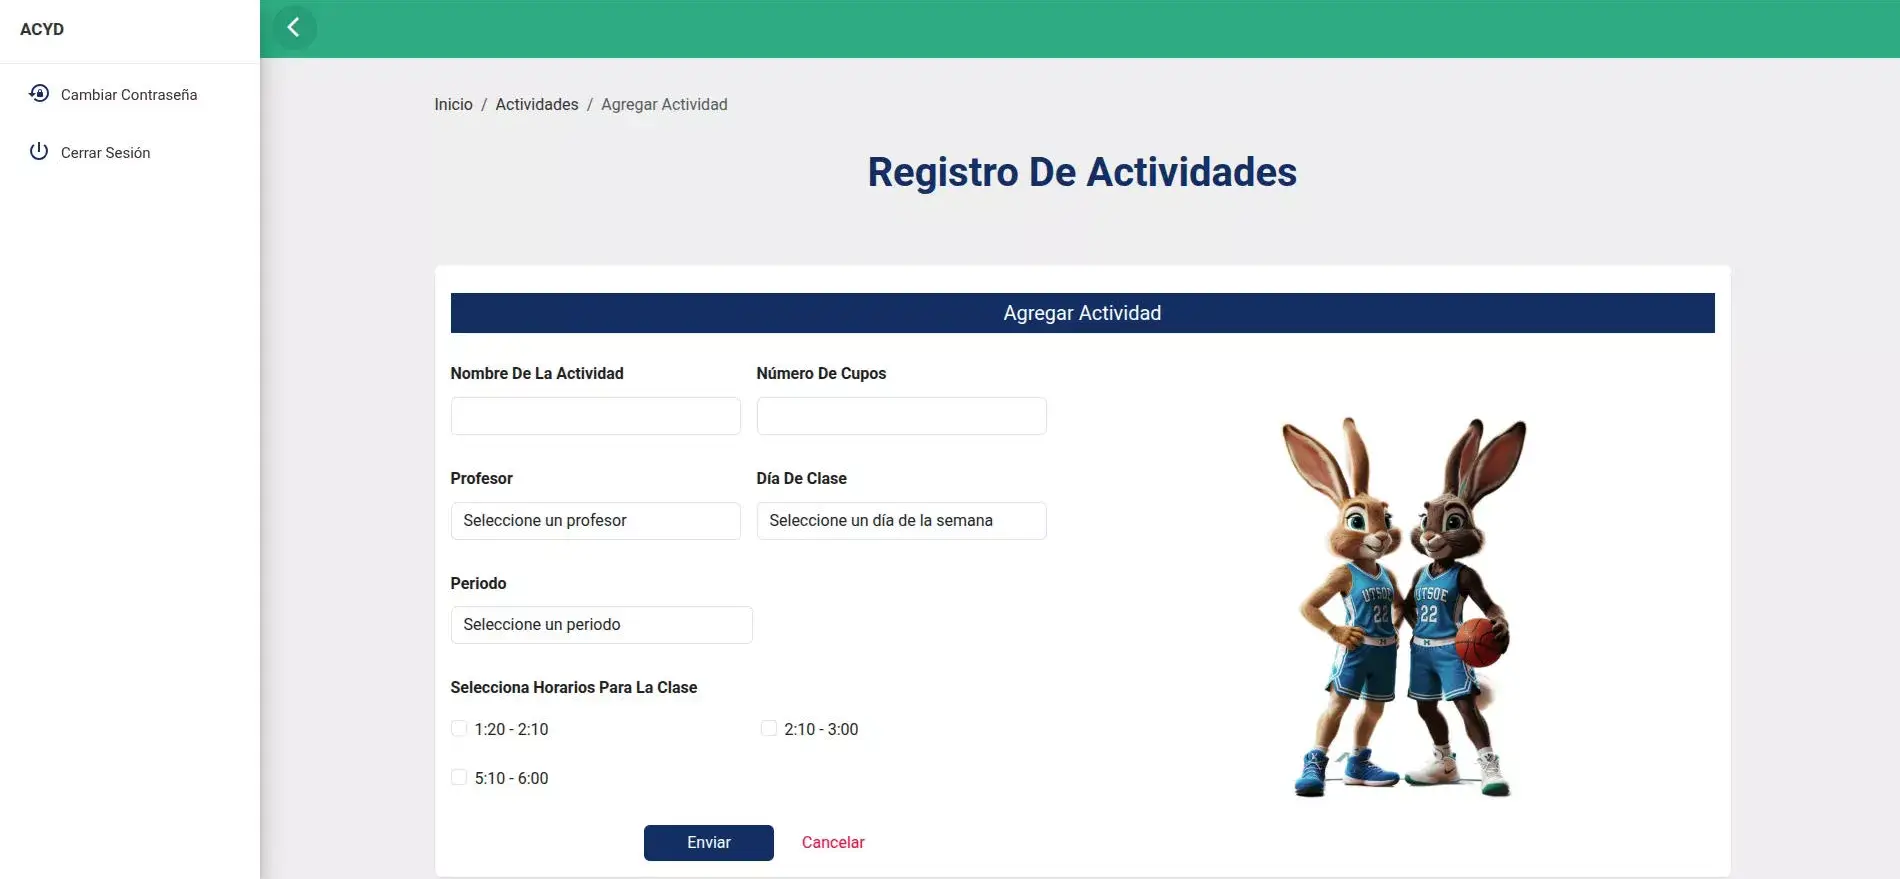 ACYD
Cambiar Contraseña
Cerrar Sesión
Inicio / Actividades / Agregar Actividad
Registro De Actividades
Agregar Actividad
Nombre De La Actividad
Número De Cupos
Profesor
Día De Clase
Seleccione un profesor
Seleccione un día de la semana
Periodo
Seleccione un periodo
Selecciona Horarios Para La Clase
1:20 - 2:10
2:10 - 3:00
5:10 - 6:00
Enviar
Cancelar
UTSOE
22
UTSOE
22